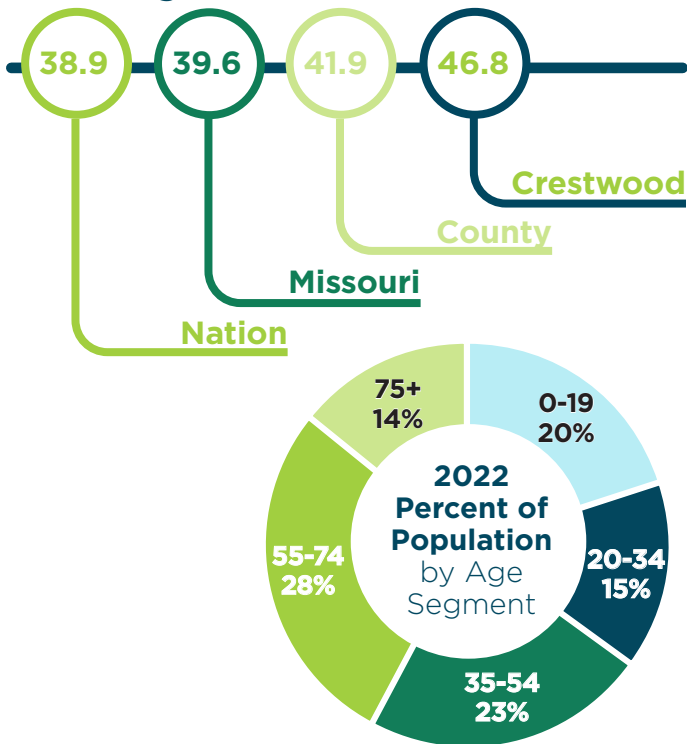 38.9
39.6
41.9
46.8
Crestwood
County
Missouri
Nation
75+
14%
0-19
20%
2022
Percent of
Population
by Age
Segment
55-74
28%
20-34
15%
35-54
23%